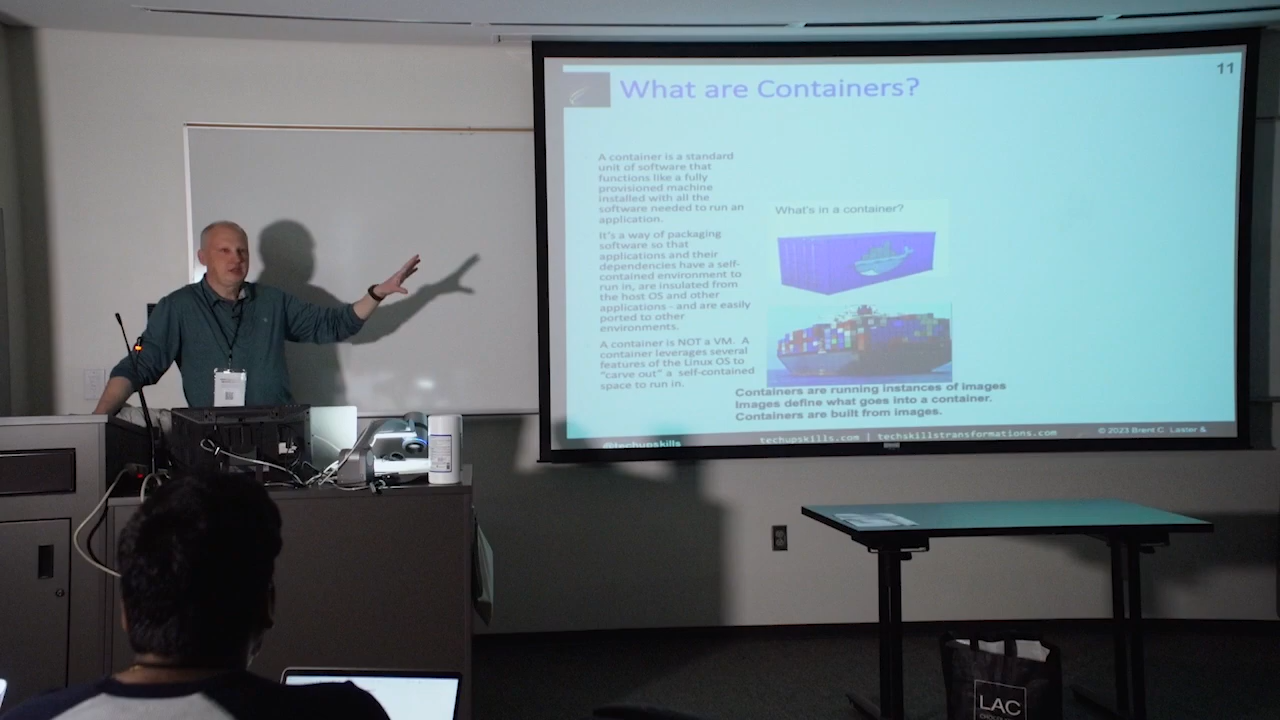 What are Containers?
11
A container is a standard
unit of software that
functions like a fully
provisioned machine
installed with all the
software needed to run an
application.
It's a way of packaging
software so that
applications and their
dependencies have a self-
contained environment to
run in, are insulated from
the host OS and other
applications - and are easily
ported to other
environments.
A container is NOT a VM. A
container leverages several
features of the Linux OS to
"carve out" a self-contained
space to run in.
What's in a container?
Containers are running instances of images
Images define what goes into a container.
Containers are built from images.
@techupskills
techupskills.com | techskillstransformations.com
© 2023 Brent C. Laster &
LAC